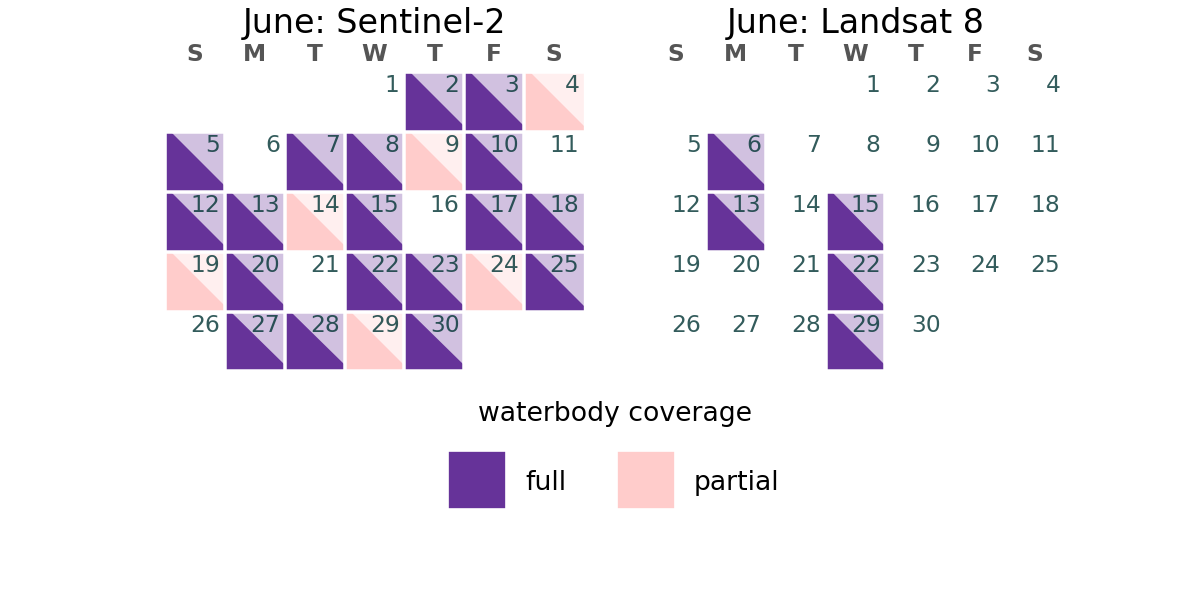 June: Sentinel-2
S M T W T F S
1 2 3 4
5 6 7 8 9 10 11
12 13 14 15 16 17 18
19 20 21 22 23 24 25
26 27 28 29 30
June: Landsat 8
S M T W T F S
1 2 3 4
5 6 7 8 9 10 11
12 13 14 15 16 17 18
19 20 21 22 23 24 25
26 27 28 29 30
waterbody coverage
full partial